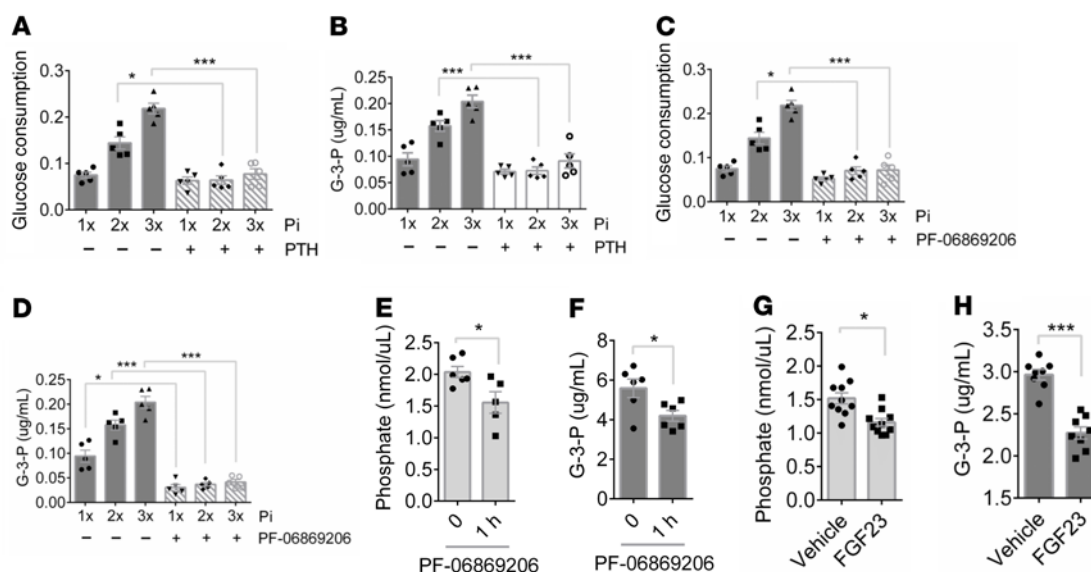 A
Glucose consumption
0.3
0.2
0.1
0.0
* ***
1x 2x 3x 1x 2x 3x Pi
– – – + + + PTH
B
G-3-P (ug/mL)
0.25
0.20
0.15
0.10
0.05
0.00
*** ***
1x 2x 3x 1x 2x 3x Pi
– – – + + + PTH
C
Glucose consumption
0.3
0.2
0.1
0.0
* ***
1x 2x 3x 1x 2x 3x Pi
– – – + + + PF-06869206
D
G-3-P (ug/mL)
0.25
0.20
0.15
0.10
0.05
0.00
* *** ***
1x 2x 3x 1x 2x 3x Pi
– – – + + + PF-06869206
E
Phosphate (nmol/uL)
2.5
2.0
1.5
1.0
0.5
0.0
*
0 1 h
PF-06869206
F
G-3-P (ug/mL)
8
6
4
2
0
*
0 1 h
PF-06869206
G
Phosphate (nmol/uL)
2.5
2.0
1.5
1.0
0.5
0.0
*
Vehicle FGF23
H
G-3-P (ug/mL)
3.5
3.0
2.5
2.0
1.5
***
Vehicle FGF23